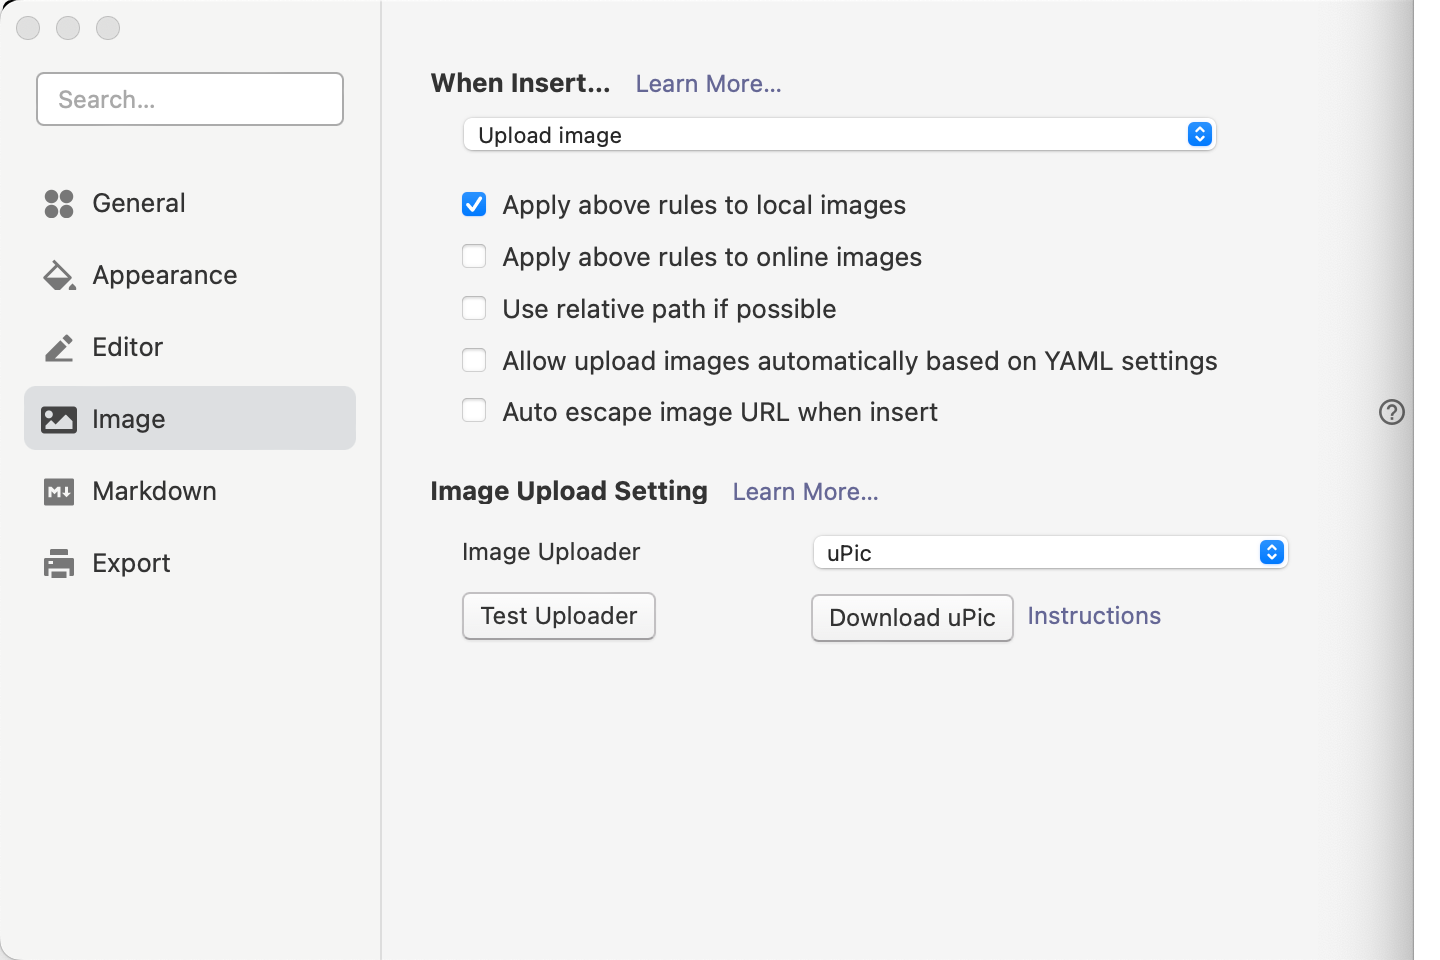 Search...
General
Appearance
Editor
Image
Markdown
Export
When Insert... Learn More...
Upload image
Apply above rules to local images
Apply above rules to online images
Use relative path if possible
Allow upload images automatically based on YAML settings
Auto escape image URL when insert
Image Upload Setting Learn More...
Image Uploader uPic
Test Uploader Download uPic Instructions